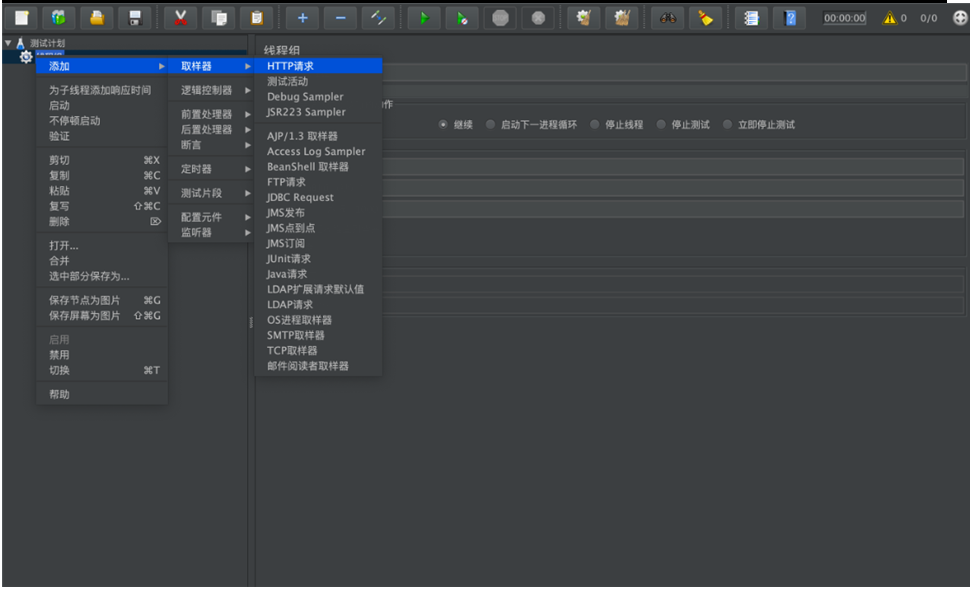 00:00:00
0
0/0
测试计划
线程组
添加
为子线程添加响应时间
启动
不停顿启动
验证
剪切 ⌘X
复制 ⌘C
粘贴 ⌘V
复写 ⇧⌘C
删除 ⌦
打开...
合并
选中部分保存为...
保存节点为图片 ⌘G
保存屏幕为图片 ⇧⌘G
启用
禁用
切换 ⌘T
帮助
取样器
逻辑控制器
前置处理器
后置处理器
断言
定时器
测试片段
配置元件
监听器
HTTP请求
测试活动
Debug Sampler
JSR223 Sampler
AJP/1.3 取样器
Access Log Sampler
BeanShell 取样器
FTP请求
JDBC Request
JMS发布
JMS点到点
JMS订阅
JUnit请求
Java请求
LDAP扩展请求默认值
LDAP请求
OS进程取样器
SMTP取样器
TCP取样器
邮件阅读者取样器
作
继续 启动下一进程循环 停止线程 停止测试 立即停止测试